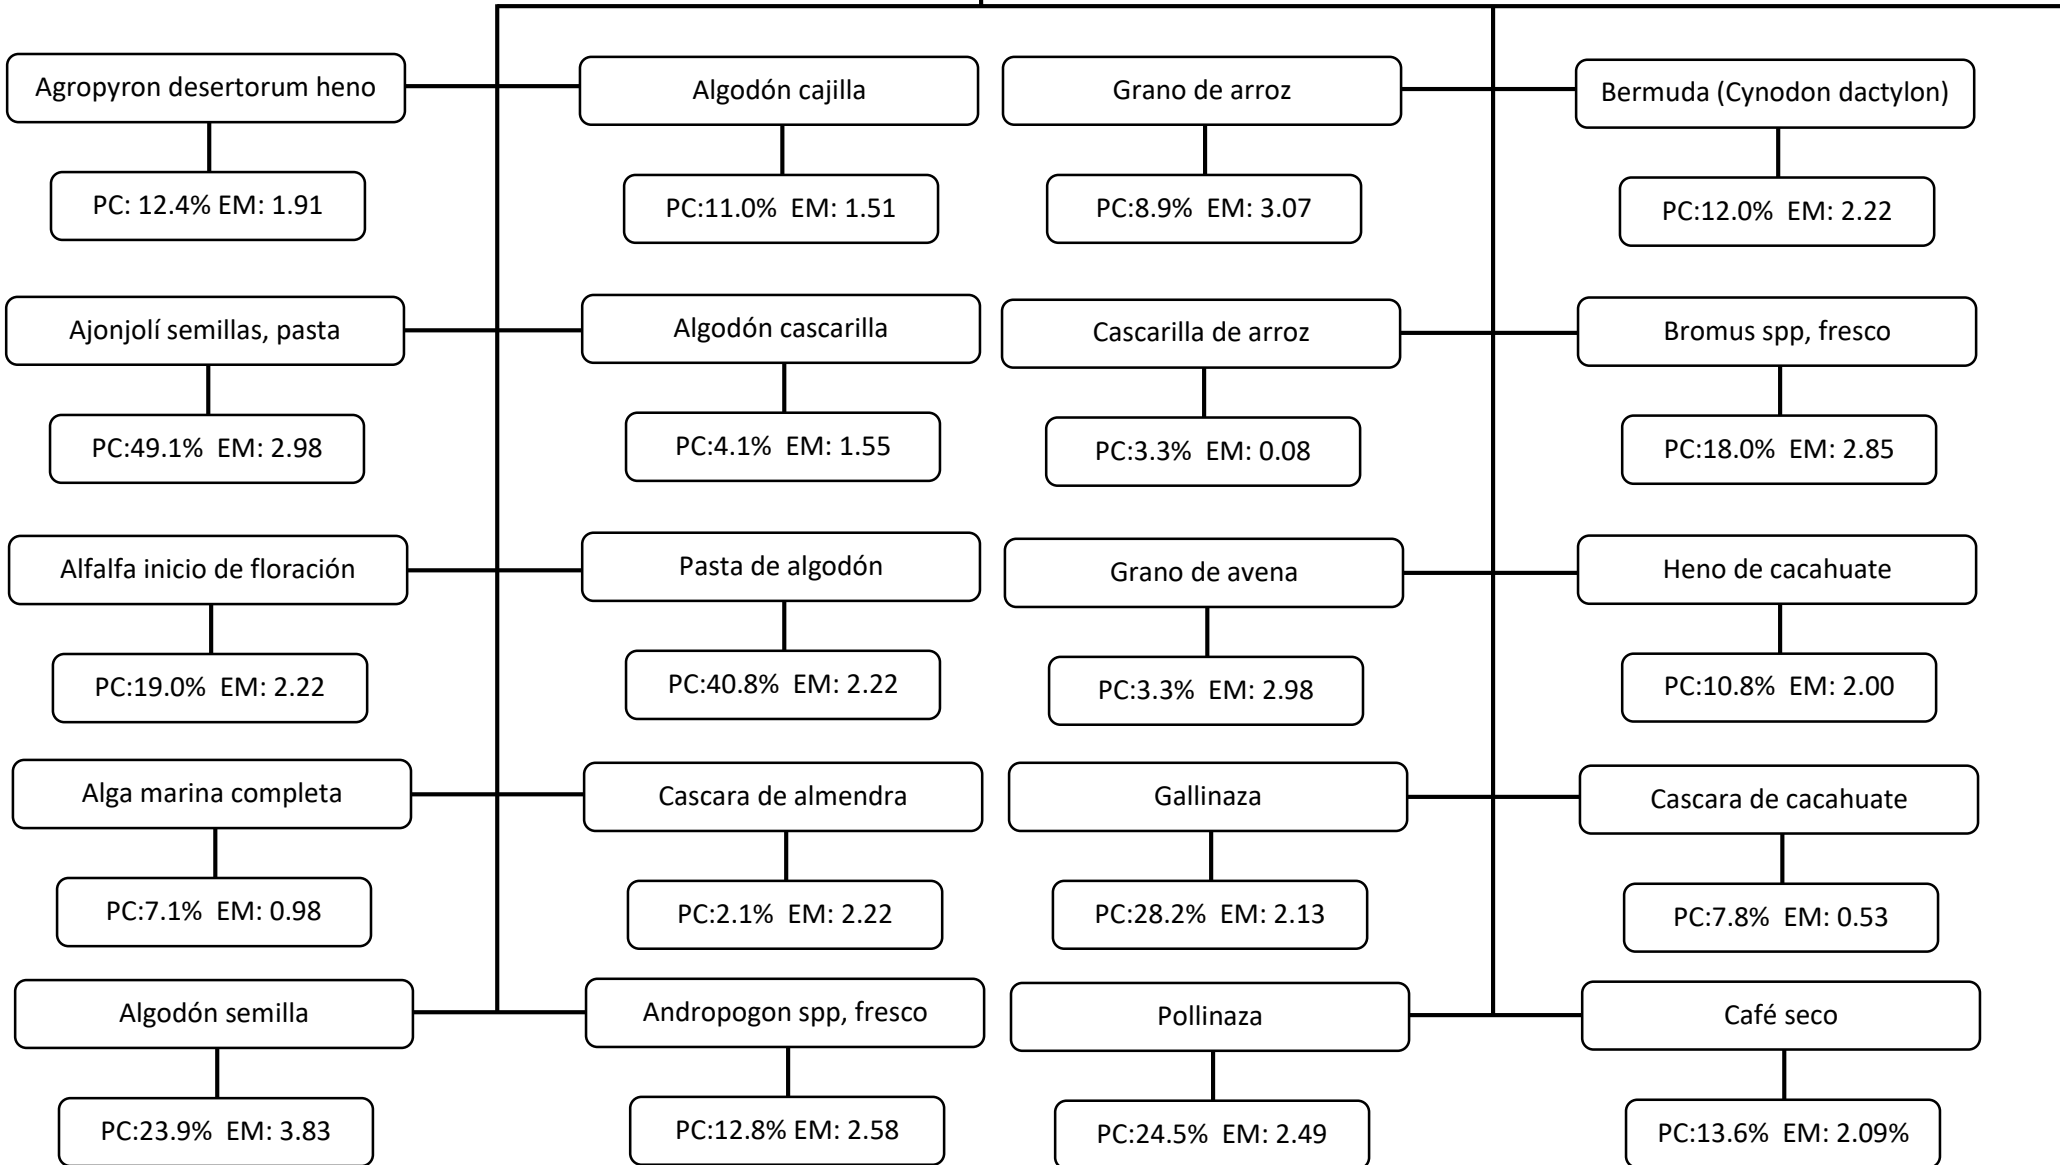 Agropyron desertorum heno
Algodón cajilla
Grano de arroz
Bermuda (Cynodon dactylon)
PC: 12.4% EM: 1.91
PC:11.0%  EM: 1.51
PC:8.9%  EM: 3.07
PC:12.0%  EM: 2.22
Ajonjolí semillas, pasta
Algodón cascarilla
Cascarilla de arroz
Bromus spp, fresco
PC:49.1%  EM: 2.98
PC:4.1%  EM: 1.55
PC:3.3%  EM: 0.08
PC:18.0%  EM: 2.85
Alfalfa inicio de floración
Pasta de algodón
Grano de avena
Heno de cacahuate
PC:19.0%  EM: 2.22
PC:40.8%  EM: 2.22
PC:3.3%  EM: 2.98
PC:10.8%  EM: 2.00
Alga marina completa
Cascara de almendra
Gallinaza
Cascara de cacahuate
PC:7.1%  EM: 0.98
PC:2.1%  EM: 2.22
PC:28.2%  EM: 2.13
PC:7.8%  EM: 0.53
Algodón semilla
Andropogon spp, fresco
Pollinaza
Café seco
PC:23.9%  EM: 3.83
PC:12.8% EM: 2.58
PC:24.5%  EM: 2.49
PC:13.6%  EM: 2.09%